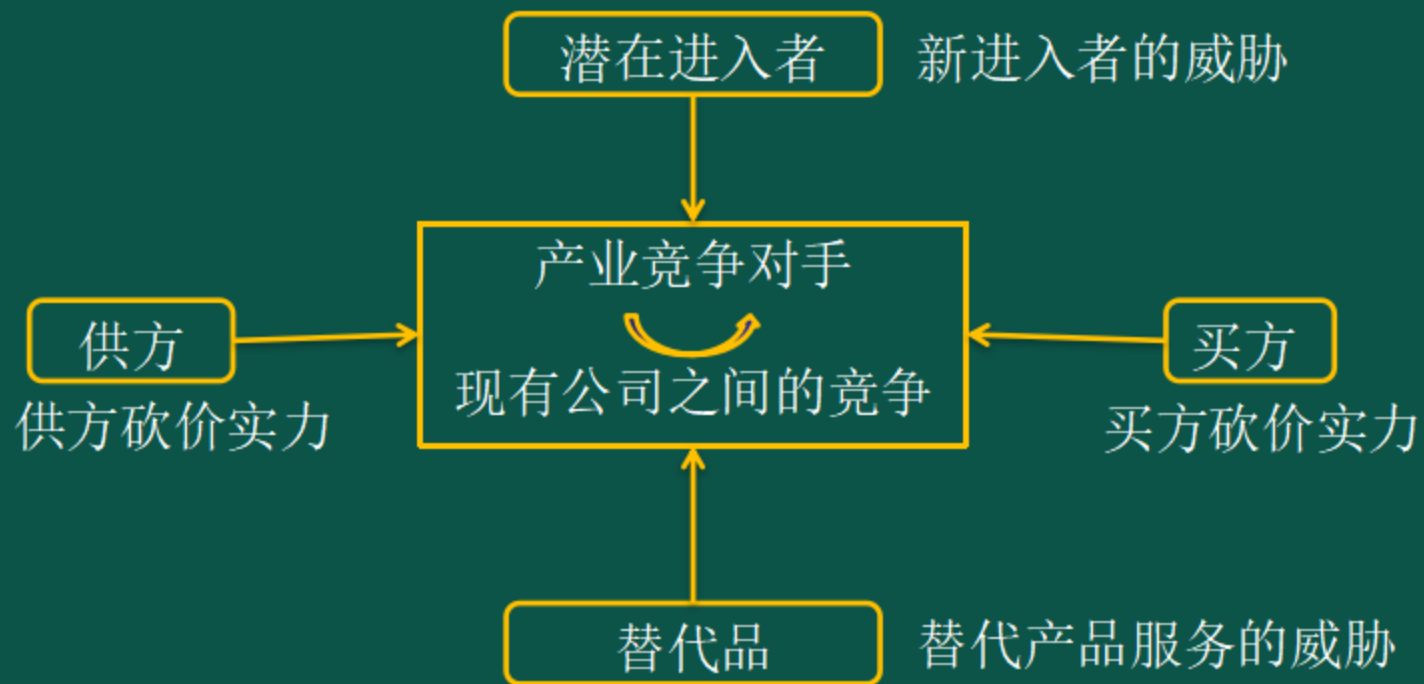 潜在进入者
新进入者的威胁
产业竞争对手
现有公司之间的竞争
供方
供方砍价实力
买方
买方砍价实力
替代品
替代产品服务的威胁